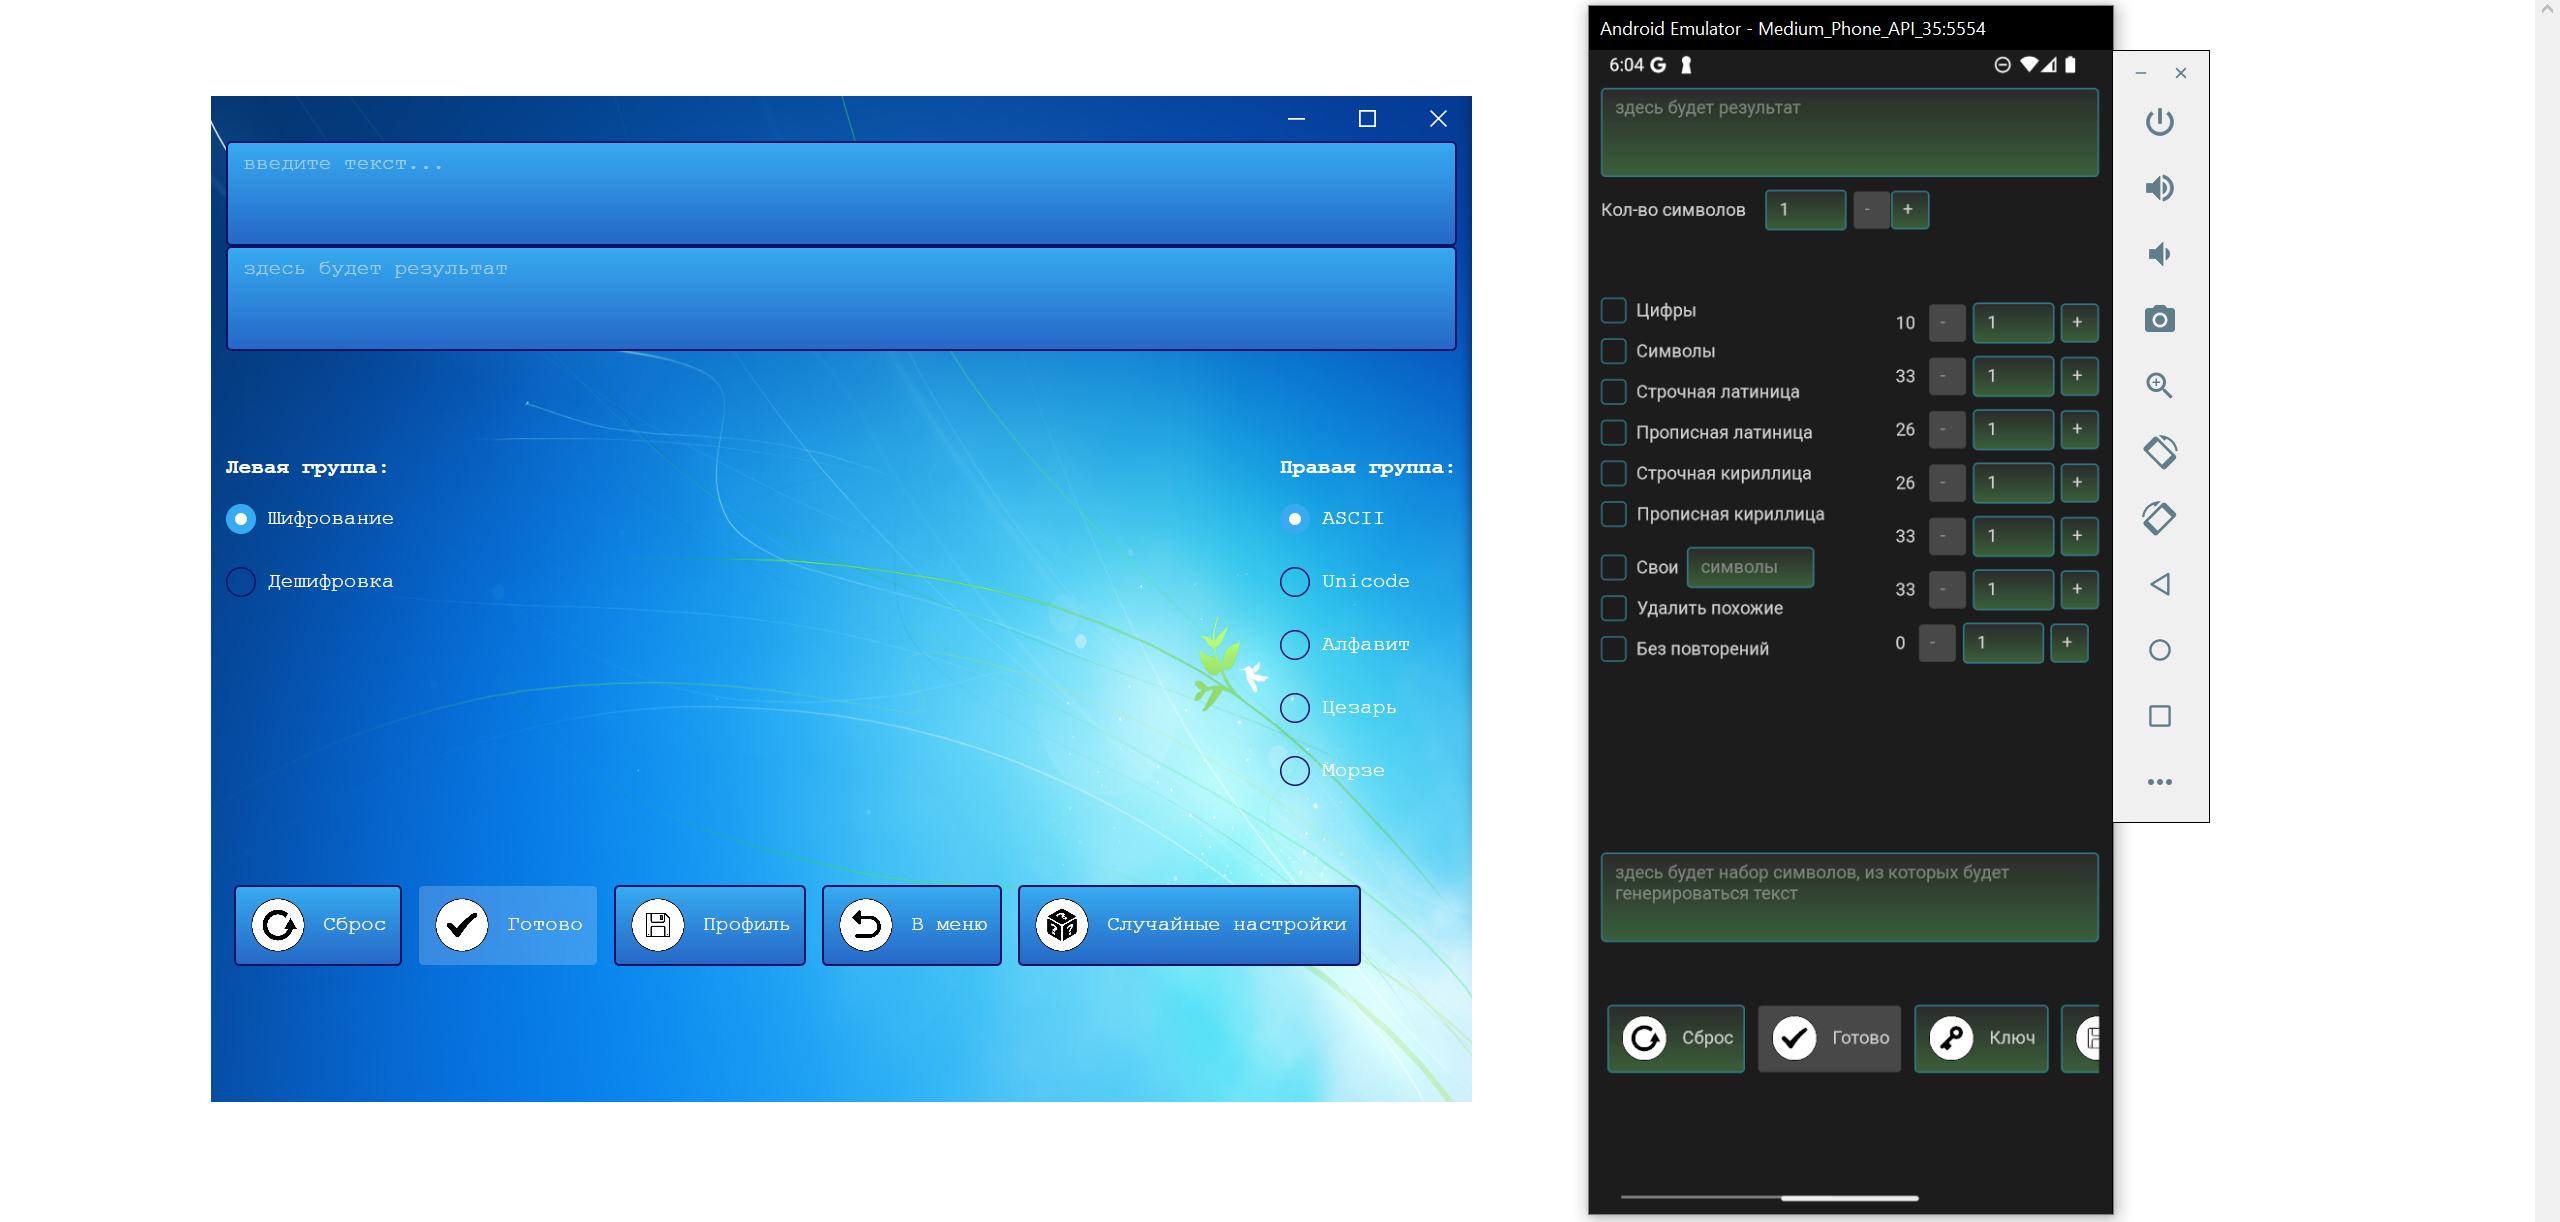 введите текст...
здесь будет результат
Левая группа:
Шифрование
Дешифровка
Правая группа:
ASCII
Unicode
Алфавит
Цезарь
Морзе
Сброс
Готово
Профиль
В меню
Случайные настройки
Android Emulator - Medium_Phone_API_35:5554
6:04 G
здесь будет результат
Кол-во символов 1 - +
Цифры 10 - 1 +
Символы 33 - 1 +
Строчная латиница 26 - 1 +
Прописная латиница 26 - 1 +
Строчная кириллица 33 - 1 +
Прописная кириллица 33 - 1 +
Свои символы 0 - 1 +
Удалить похожие
Без повторений
здесь будет набор символов, из которых будет
генерироваться текст
Сброс
Готово
Ключ